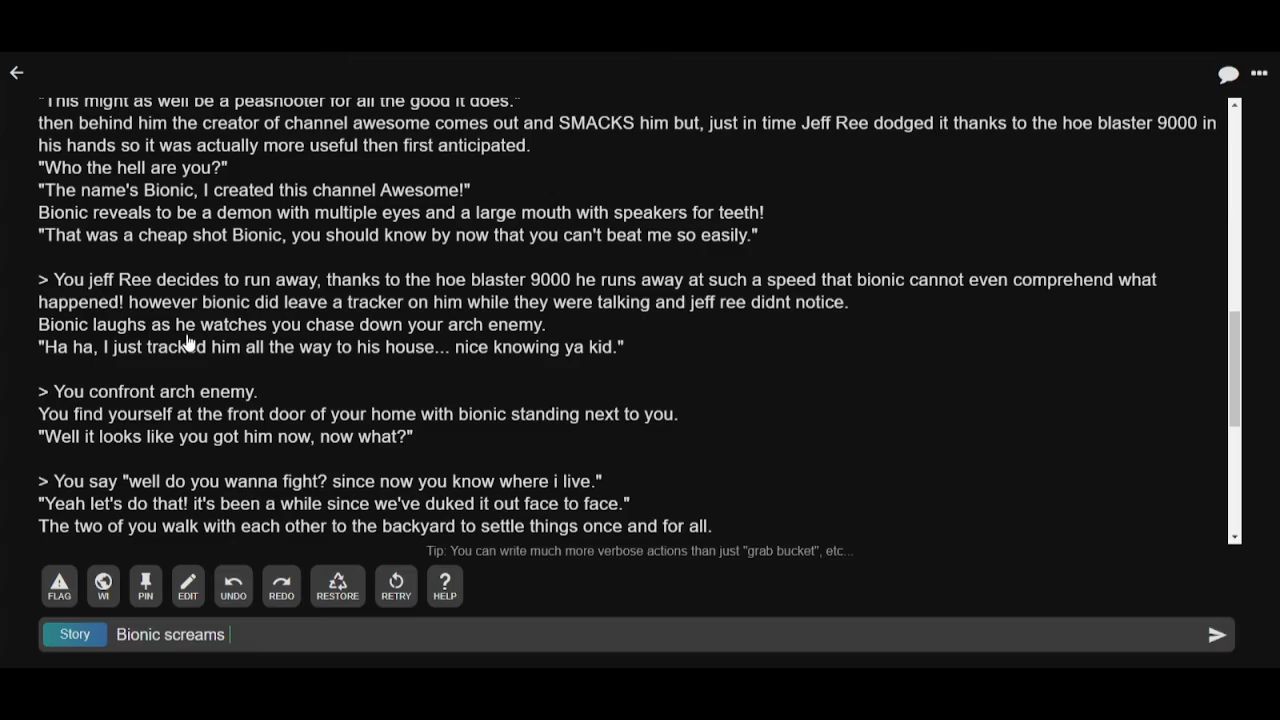 "This might as well be a peashooter for all the good it does."
then behind him the creator of channel awesome comes out and SMACKS him but, just in time Jeff Ree dodged it thanks to the hoe blaster 9000 in
his hands so it was actually more useful then first anticipated.
"Who the hell are you?"
"The name's Bionic, I created this channel Awesome!"
Bionic reveals to be a demon with multiple eyes and a large mouth with speakers for teeth!
"That was a cheap shot Bionic, you should know by now that you can't beat me so easily."
> You jeff Ree decides to run away, thanks to the hoe blaster 9000 he runs away at such a speed that bionic cannot even comprehend what
happened! however bionic did leave a tracker on him while they were talking and jeff ree didnt notice.
Bionic laughs as he watches you chase down your arch enemy.
"Ha ha, I just tracked him all the way to his house... nice knowing ya kid."
> You confront arch enemy.
You find yourself at the front door of your home with bionic standing next to you.
"Well it looks like you got him now, now what?"
> You say "well do you wanna fight? since now you know where i live."
"Yeah let's do that! it's been a while since we've duked it out face to face."
The two of you walk with each other to the backyard to settle things once and for all.
Tip: You can write much more verbose actions than just "grab bucket", etc...
FLAG WI PIN EDIT UNDO REDO RESTORE RETRY HELP
Story Bionic screams